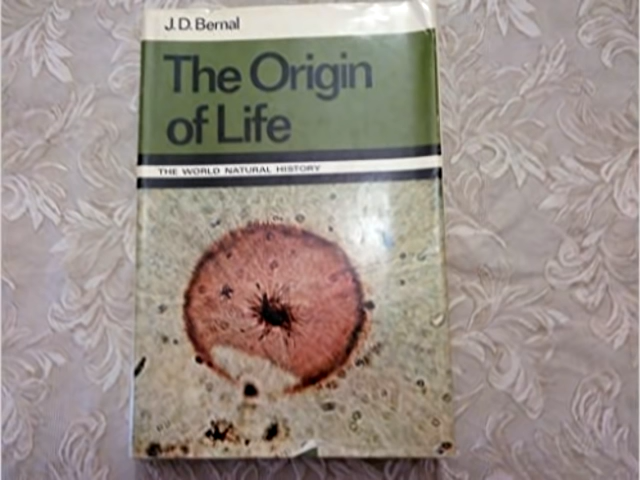 J. D. Bernal
The Origin
of Life
THE WORLD NATURAL HISTORY